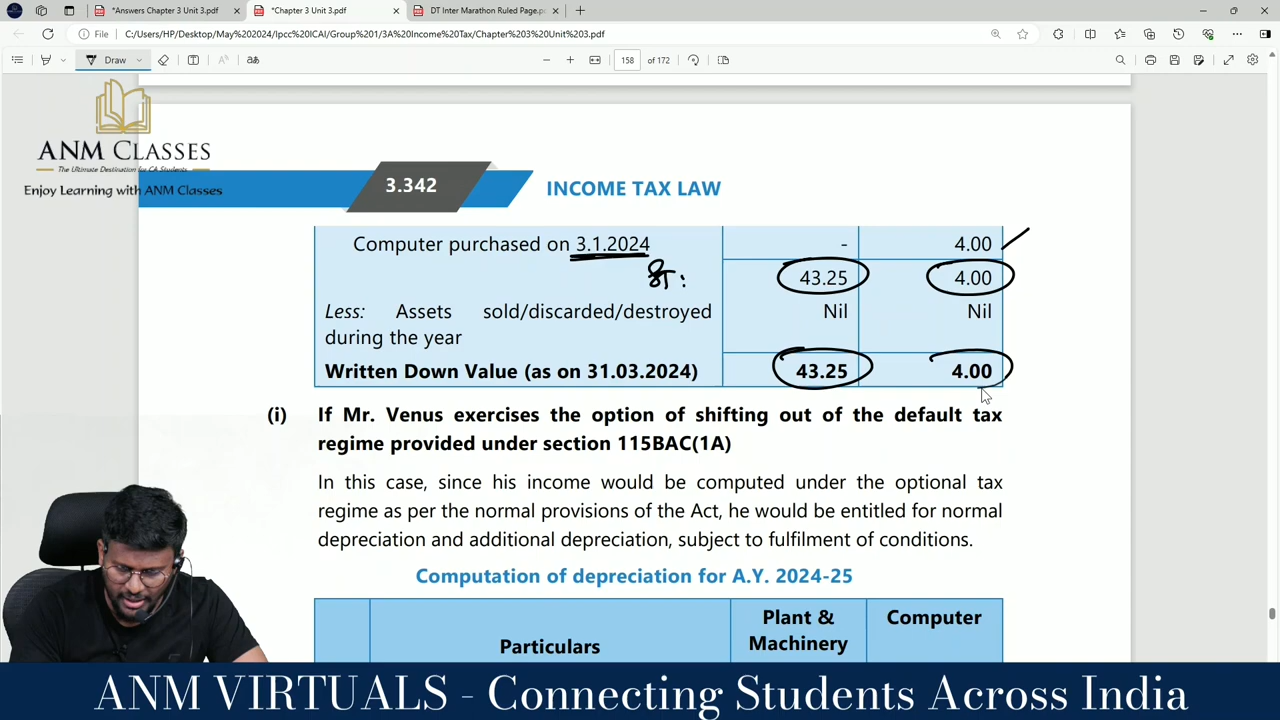 *Answers Chapter 3 Unit 3.pdf
*Chapter 3 Unit 3.pdf
DT Inter Marathon Ruled Page.p
File
C:/Users/HP/Desktop/May%202024/Ipcc%20ICAI/Group%201/3A%20Income%20Tax/Chapter%203%20Unit%203.pdf
Draw
158 of 172
ANM CLASSES
The Ultimate Destination for CA Students
Enjoy Learning with ANM Classes
3.342 INCOME TAX LAW
Computer purchased on 3.1.2024 - 4.00
43.25 4.00
Less: Assets sold/discarded/destroyed Nil Nil
during the year
Written Down Value (as on 31.03.2024) 43.25 4.00
(i) If Mr. Venus exercises the option of shifting out of the default tax
regime provided under section 115BAC(1A)
In this case, since his income would be computed under the optional tax
regime as per the normal provisions of the Act, he would be entitled for normal
depreciation and additional depreciation, subject to fulfilment of conditions.
Computation of depreciation for A.Y. 2024-25
Particulars Plant & Computer
Machinery
ANM VIRTUALS - Connecting Students Across India